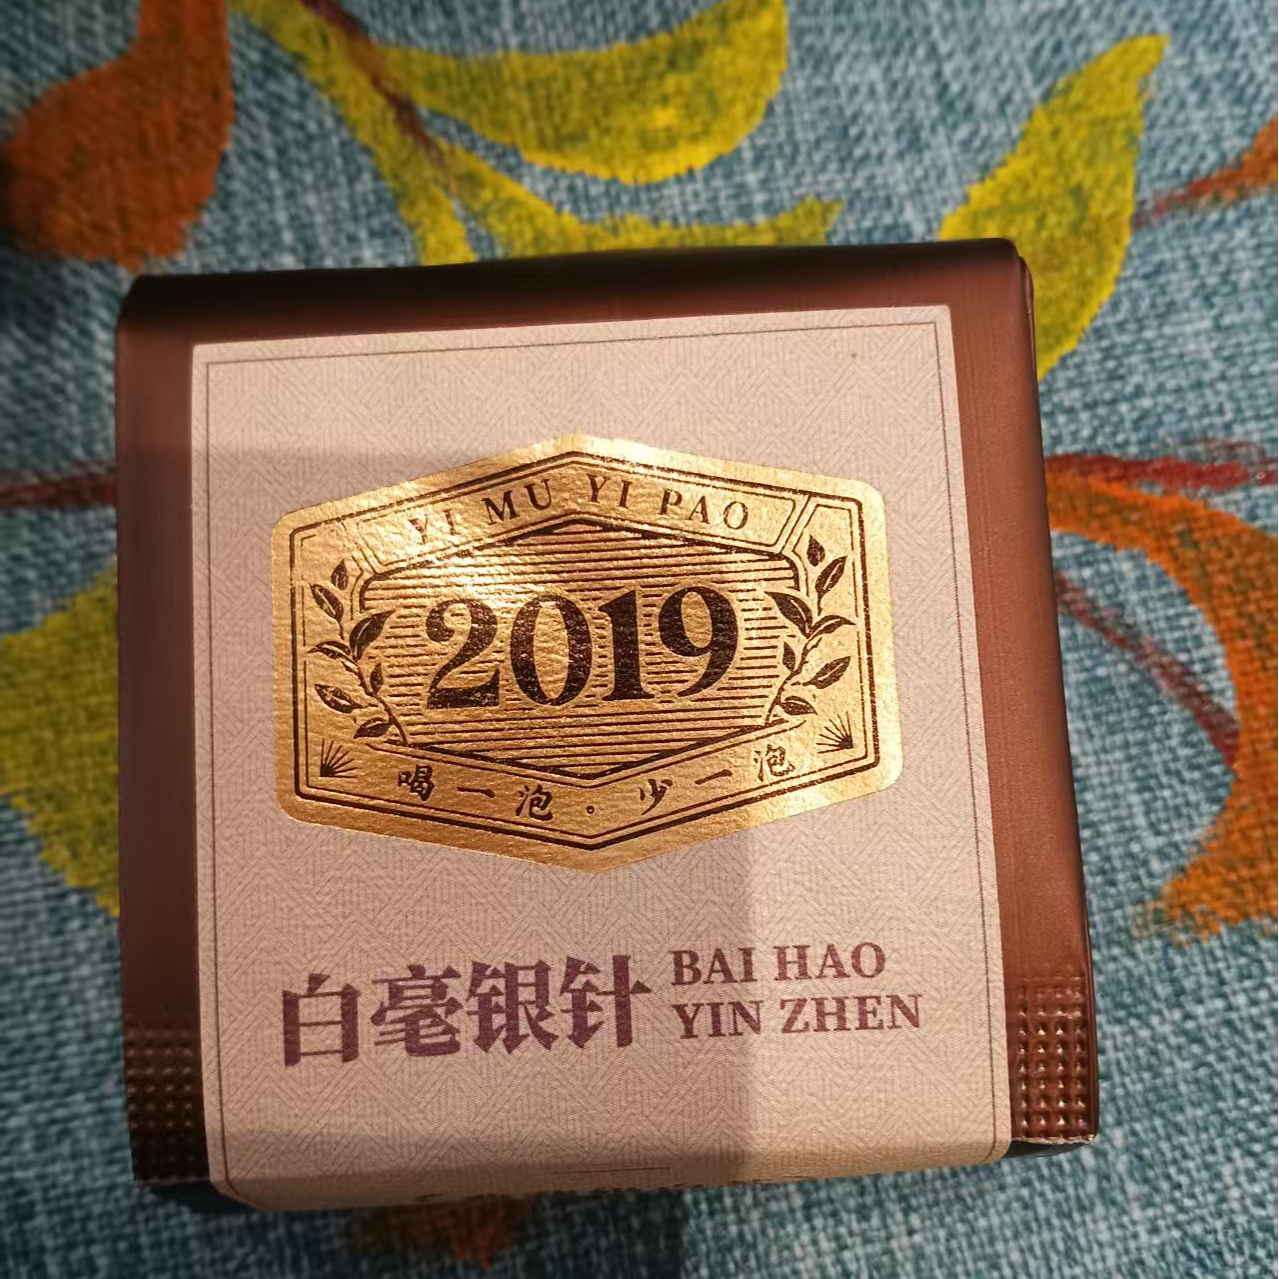 YI MU YI PAO
2019
喝一泡。少一泡
白毫银针
BAI HAO
YIN ZHEN